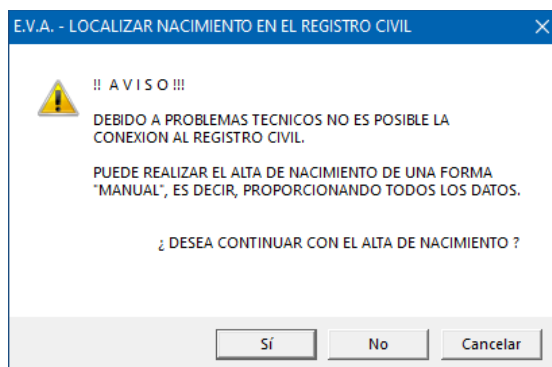 E.V.A. - LOCALIZAR NACIMIENTO EN EL REGISTRO CIVIL
!! A V I S O !!!
DEBIDO A PROBLEMAS TECNICOS NO ES POSIBLE LA
CONEXION AL REGISTRO CIVIL.
PUEDE REALIZAR EL ALTA DE NACIMIENTO DE UNA FORMA
"MANUAL", ES DECIR, PROPORCIONANDO TODOS LOS DATOS.
¿ DESEA CONTINUAR CON EL ALTA DE NACIMIENTO ?
Sí No Cancelar